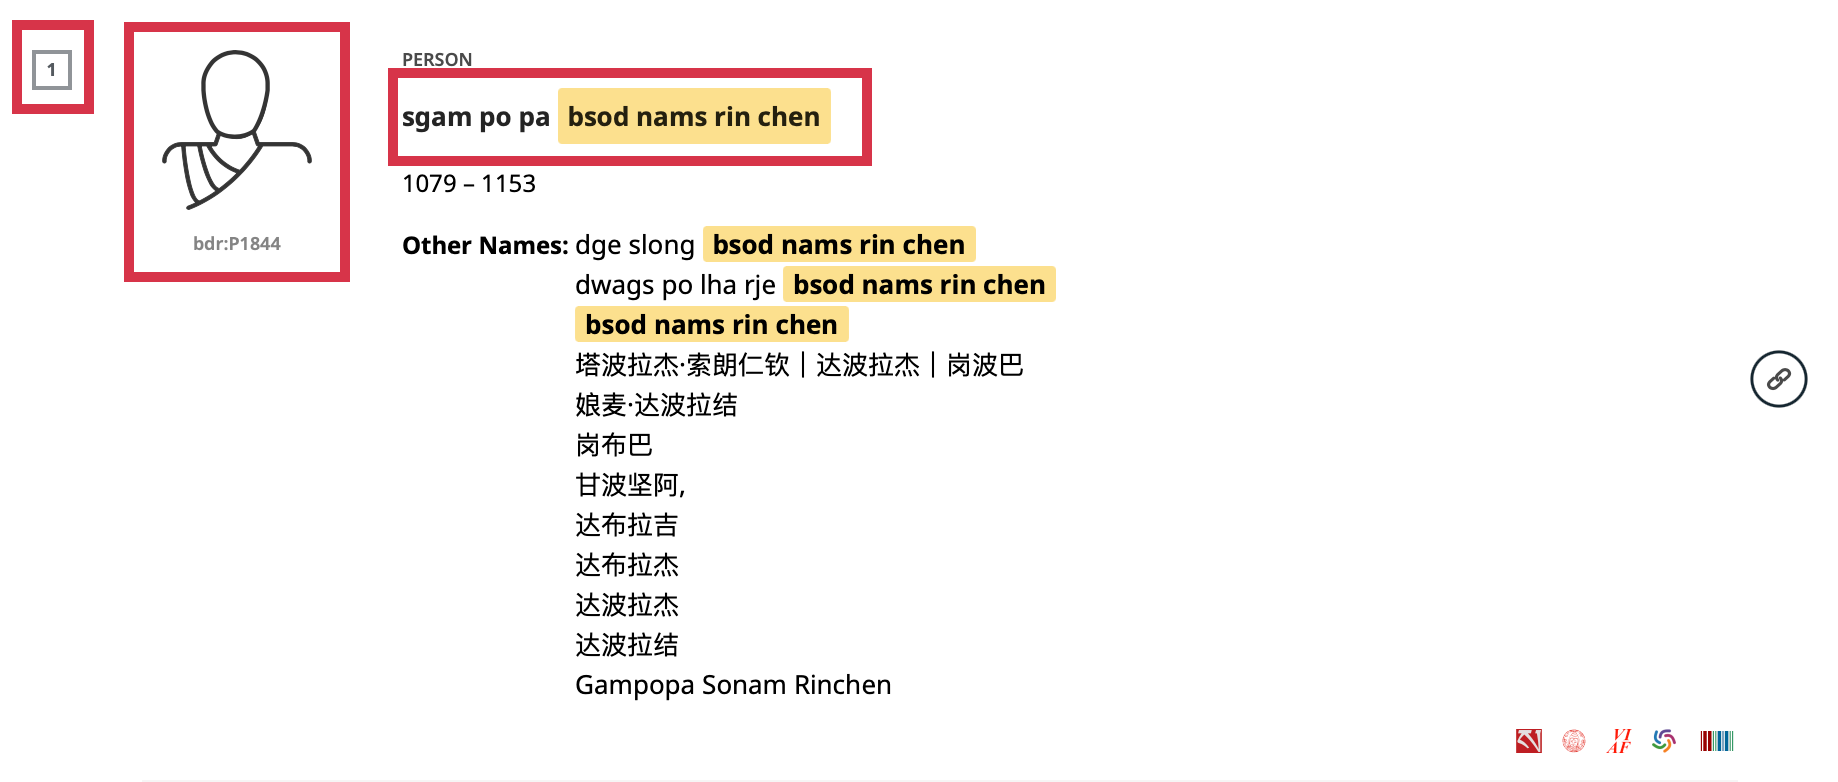 1
bdr:P1844
PERSON
sgam po pa bsod nams rin chen
1079 – 1153
Other Names: dge slong bsod nams rin chen
dwags po lha rje bsod nams rin chen
bsod nams rin chen
塔波拉杰·索朗仁钦｜达波拉杰｜岗波巴
娘麦·达波拉结
岗布巴
甘波坚阿,
达布拉吉
达布拉杰
达波拉杰
达波拉结
Gampopa Sonam Rinchen
VIAF